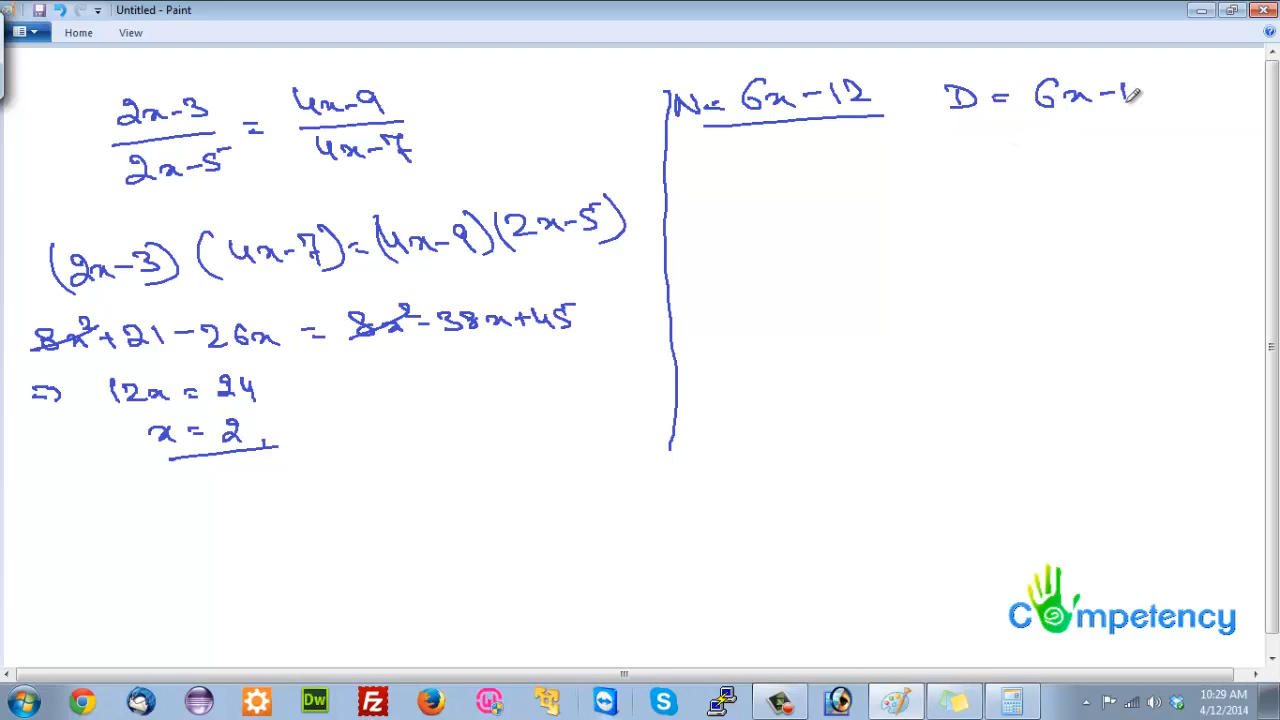 Untitled - Paint
Home View
2x-3 / 2x-5 = 4x-9 / 4x-7
(2x-3) (4x-7) = (4x-9)(2x-5)
8x²+21-26x = 8x²-38x+45
⇒ 12x = 24
x = 2
N = 6x-12 D = 6x-1
Competency
Dw
10:29 AM
4/12/2014